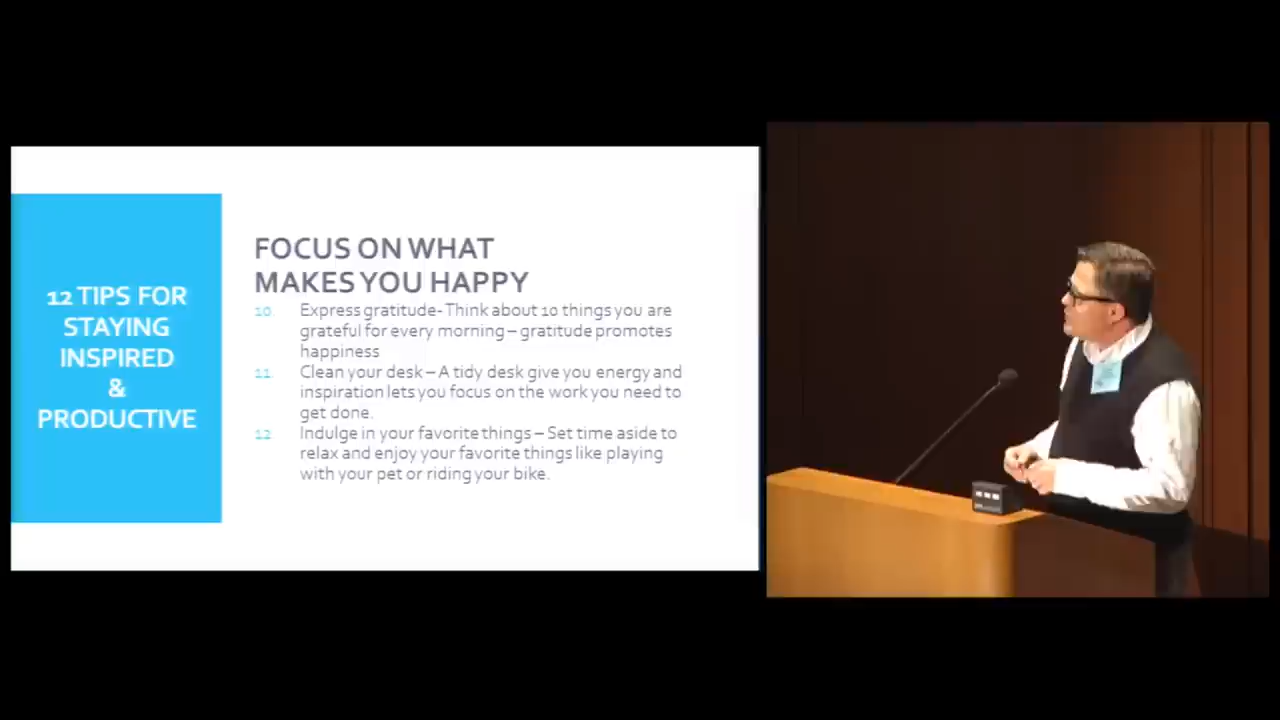 12 TIPS FOR
STAYING
INSPIRED
&
PRODUCTIVE
FOCUS ON WHAT
MAKES YOU HAPPY
10. Express gratitude- Think about 10 things you are
grateful for every morning – gratitude promotes
happiness
11. Clean your desk – A tidy desk give you energy and
inspiration lets you focus on the work you need to
get done.
12. Indulge in your favorite things – Set time aside to
relax and enjoy your favorite things like playing
with your pet or riding your bike.